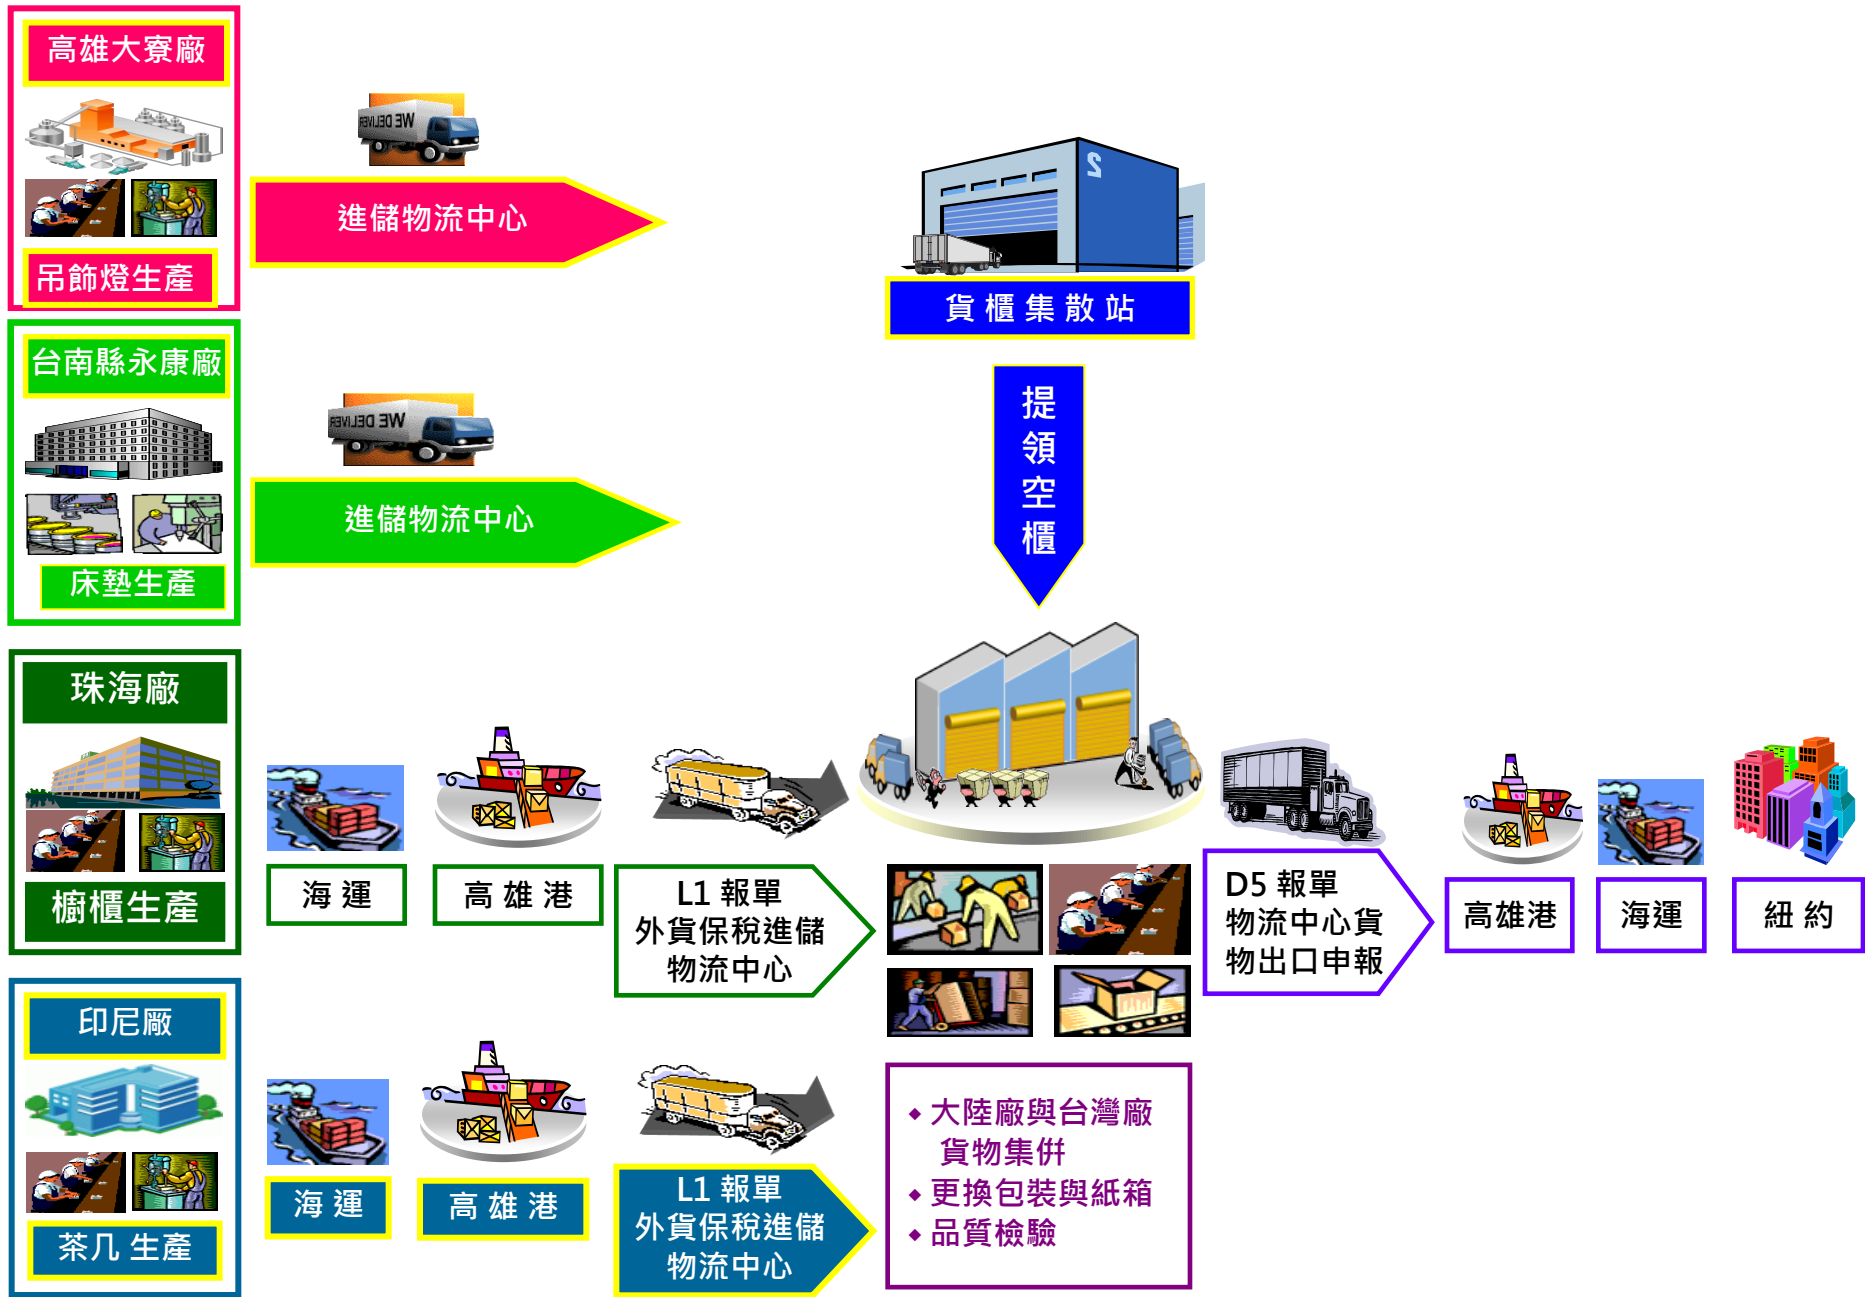 高雄大寮廠
WE DELIVER
進儲物流中心
吊飾燈生產
2
貨櫃集散站
提領空櫃
台南縣永康廠
WE DELIVER
進儲物流中心
床墊生產
珠海廠
櫥櫃生產
海運
高雄港
L1 報單
外貨保稅進儲
物流中心
D5 報單
物流中心貨
物出口申報
高雄港
海運
紐約
印尼廠
茶几生產
海運
高雄港
L1 報單
外貨保稅進儲
物流中心
◆ 大陸廠與台灣廠
貨物集併
◆ 更換包裝與紙箱
◆ 品質檢驗